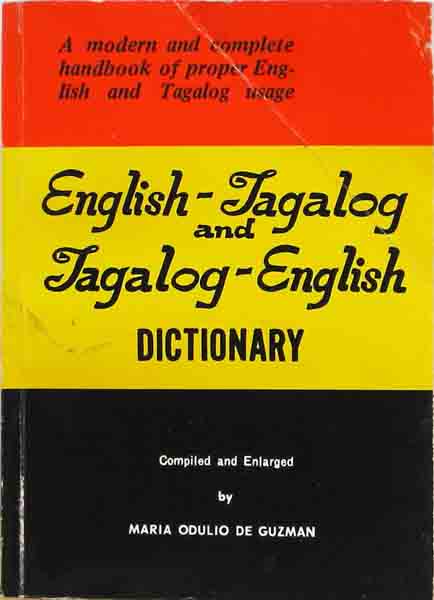 A modern and complete
handbook of proper Eng-
lish and Tagalog usage
English-Tagalog
and
Tagalog-English
DICTIONARY
Compiled and Enlarged
by
MARIA ODULIO DE GUZMAN